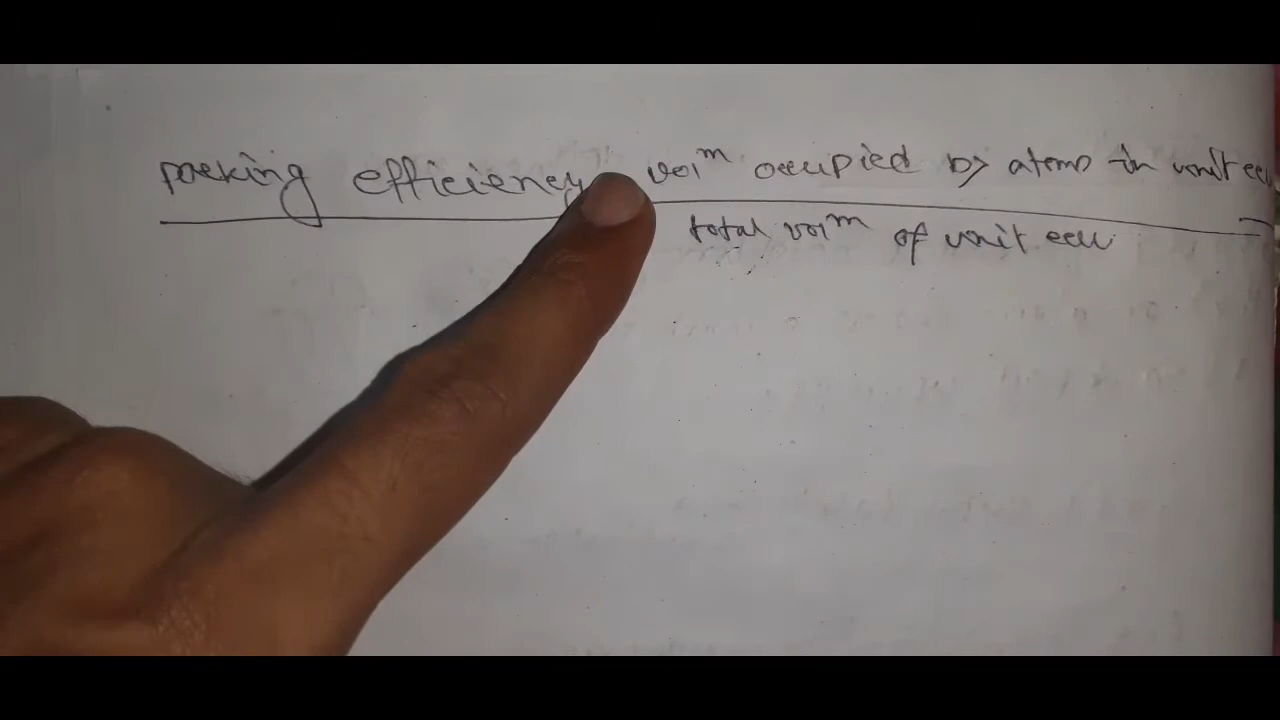 packing efficiency volm occupied by atoms in unit cell
total volm of unit cell